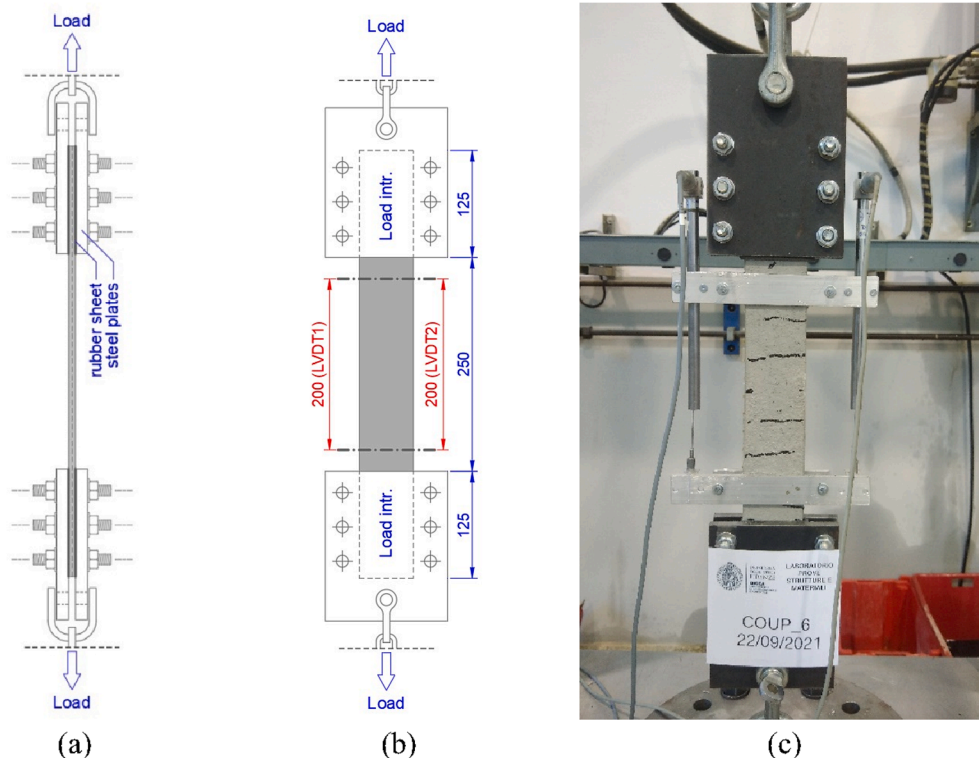 Load
rubber sheet
steel plates
Load
(a)
Load
Load intr.
125
200 (LVDT1)
200 (LVDT2)
250
Load intr.
125
Load
(b)
LABORATORIO
PROVE
STRUTTURE E
MATERIALI
COUP_6
22/09/2021
(c)